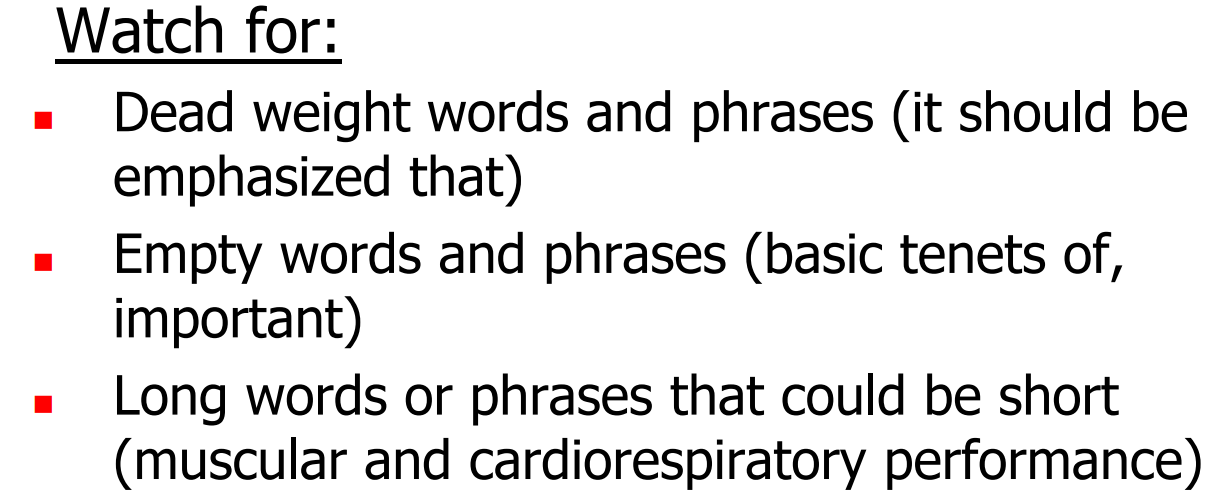 Watch for:
Dead weight words and phrases (it should be
emphasized that)
Empty words and phrases (basic tenets of,
important)
Long words or phrases that could be short
(muscular and cardiorespiratory performance)